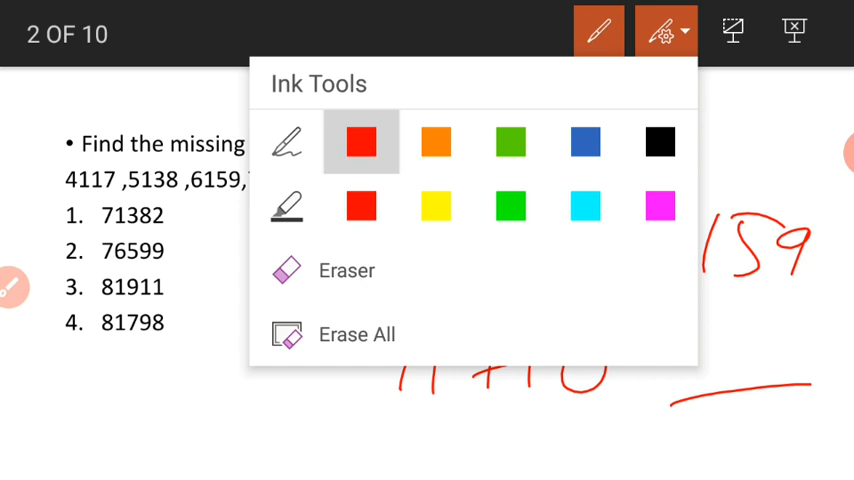 2 OF 10
Ink Tools
• Find the missing
4117 ,5138 ,6159,
1. 71382
2. 76599
3. 81911
4. 81798
Eraser
Erase All
159